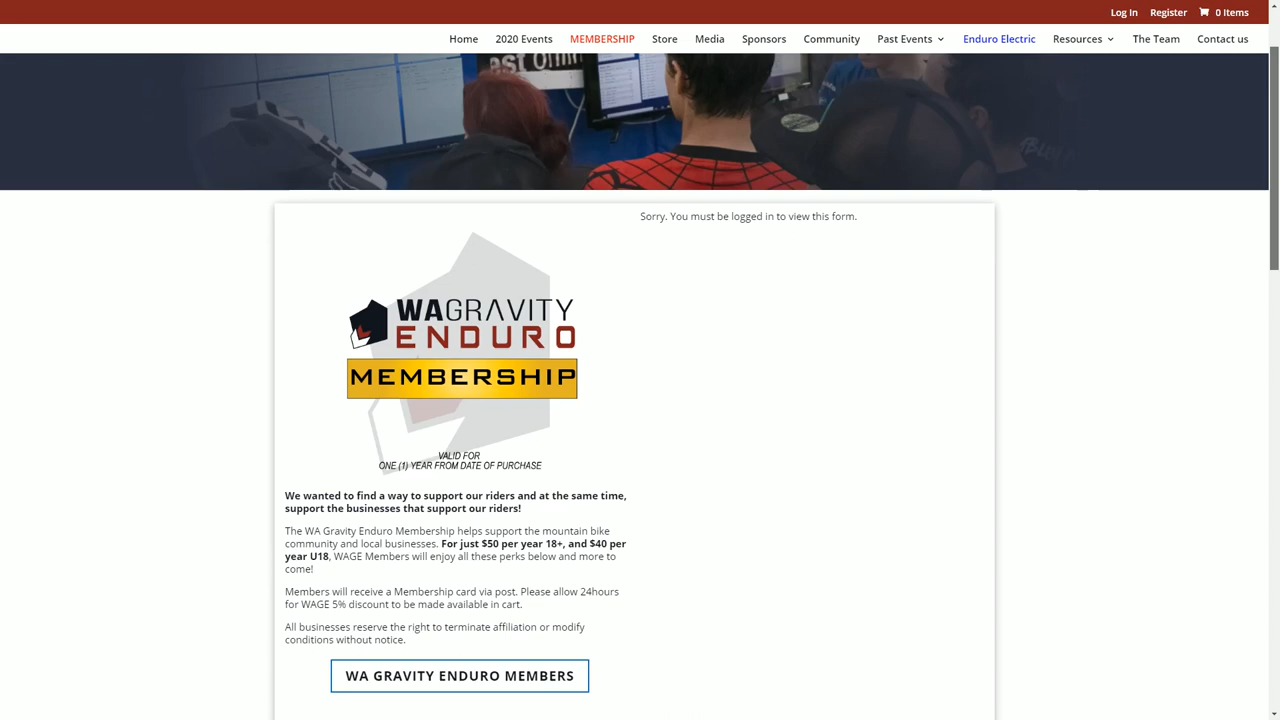 Log In Register 0 Items
Home 2020 Events MEMBERSHIP Store Media Sponsors Community Past Events Enduro Electric Resources The Team Contact us
Sorry. You must be logged in to view this form.
WAGRAVITY
ENDURO
MEMBERSHIP
VALID FOR
ONE (1) YEAR FROM DATE OF PURCHASE
We wanted to find a way to support our riders and at the same time,
support the businesses that support our riders!
The WA Gravity Enduro Membership helps support the mountain bike
community and local businesses. For just $50 per year 18+, and $40 per
year U18, WAGE Members will enjoy all these perks below and more to
come!
Members will receive a Membership card via post. Please allow 24hours
for WAGE 5% discount to be made available in cart.
All businesses reserve the right to terminate affiliation or modify
conditions without notice.
WA GRAVITY ENDURO MEMBERS